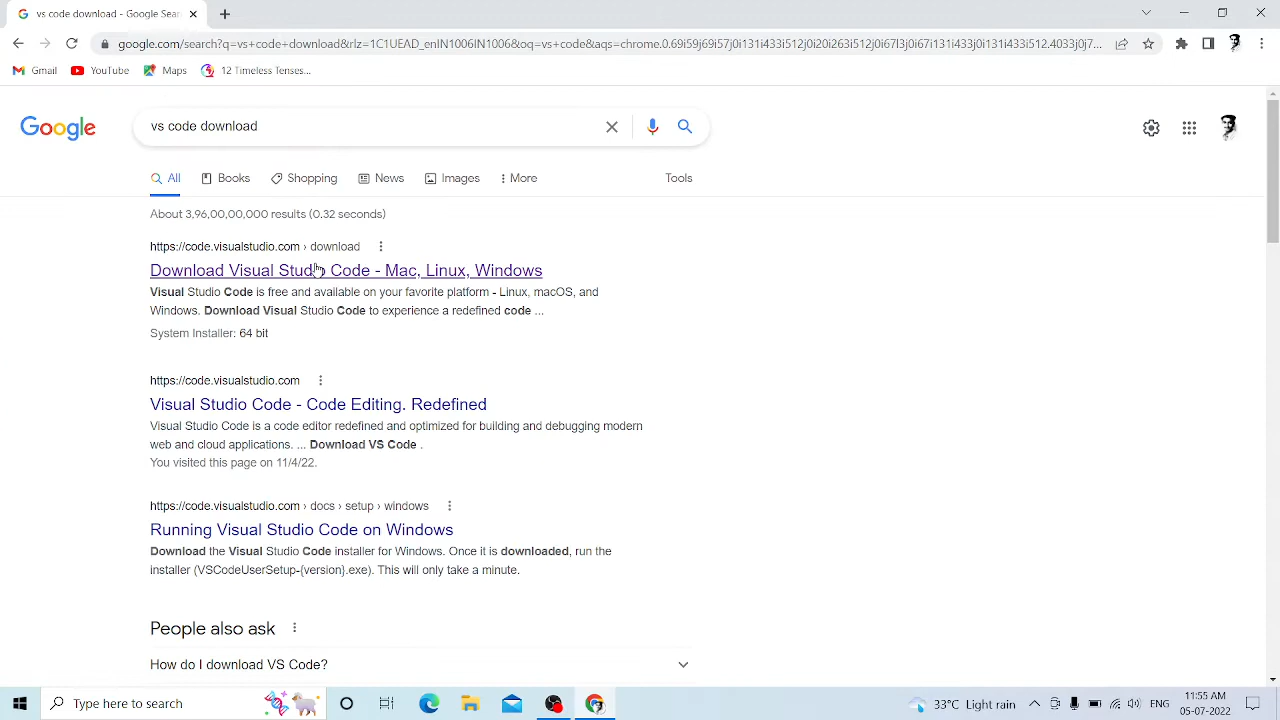 vs code download - Google Sear
google.com/search?q=vs+code+download&rlz=1C1UEAD_enIN1006IN1006&oq=vs+code&aqs=chrome.0.69i59j69i57j0i131i433i512j0i20i263i512j0i67l3j0i67i131i433j0i131i433i512.4033j0j7...
Gmail YouTube Maps 12 Timeless Tenses...
Google
vs code download
All Books Shopping News Images More Tools
About 3,96,00,00,000 results (0.32 seconds)
https://code.visualstudio.com › download
Download Visual Studio Code - Mac, Linux, Windows
Visual Studio Code is free and available on your favorite platform - Linux, macOS, and
Windows. Download Visual Studio Code to experience a redefined code ...
System Installer: 64 bit
https://code.visualstudio.com
Visual Studio Code - Code Editing. Redefined
Visual Studio Code is a code editor redefined and optimized for building and debugging modern
web and cloud applications. ... Download VS Code .
You visited this page on 11/4/22.
https://code.visualstudio.com › docs › setup › windows
Running Visual Studio Code on Windows
Download the Visual Studio Code installer for Windows. Once it is downloaded, run the
installer (VSCodeUserSetup-{version}.exe). This will only take a minute.
People also ask
How do I download VS Code?
Type here to search
33°C Light rain
ENG
11:55 AM
05-07-2022